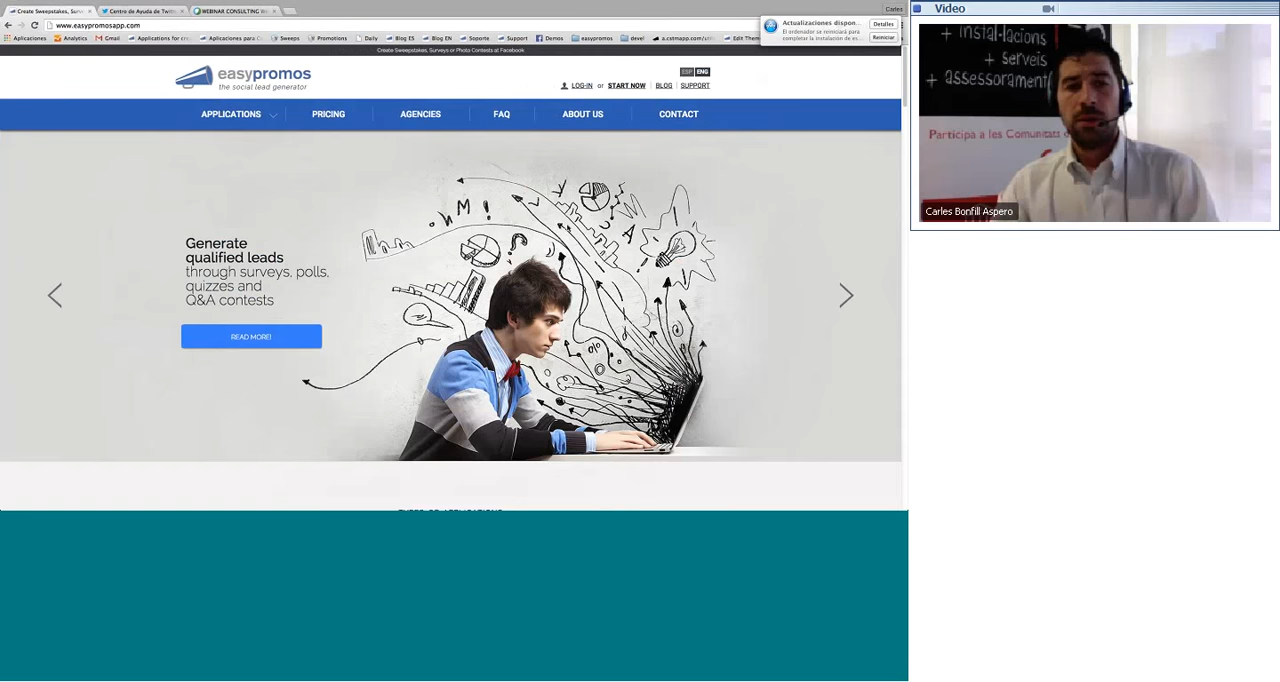 Create Sweepstakes, Surv
Centro de Ayuda de Twitt
WEBINAR CONSULTING W
Carles
www.easypromosapp.com
Aplicaciones
Analytics
Gmail
Applications for cre
Aplicaciones para C
Sweeps
Promotions
Daily
Blog ES
Blog EN
Soporte
Support
Demos
easypromos
devel
Edit Them
Actualizaciones dispon...
El ordenador se reiniciará para
completar la instalación de es...
Detalles
Reiniciar
Create Sweepstakes, Surveys or Photo Contests at Facebook
easypromos
the social lead generator
ESP ENG
LOG-IN or START NOW BLOG SUPPORT
APPLICATIONS
PRICING
AGENCIES
FAQ
ABOUT US
CONTACT
Generate
qualified leads
through surveys, polls,
quizzes and
Q&A contests
READ MORE!
Video
+ instal·lacions
+ serveis
+ assessorament
Participa a les Comunitats d
Carles Bonfill Aspero